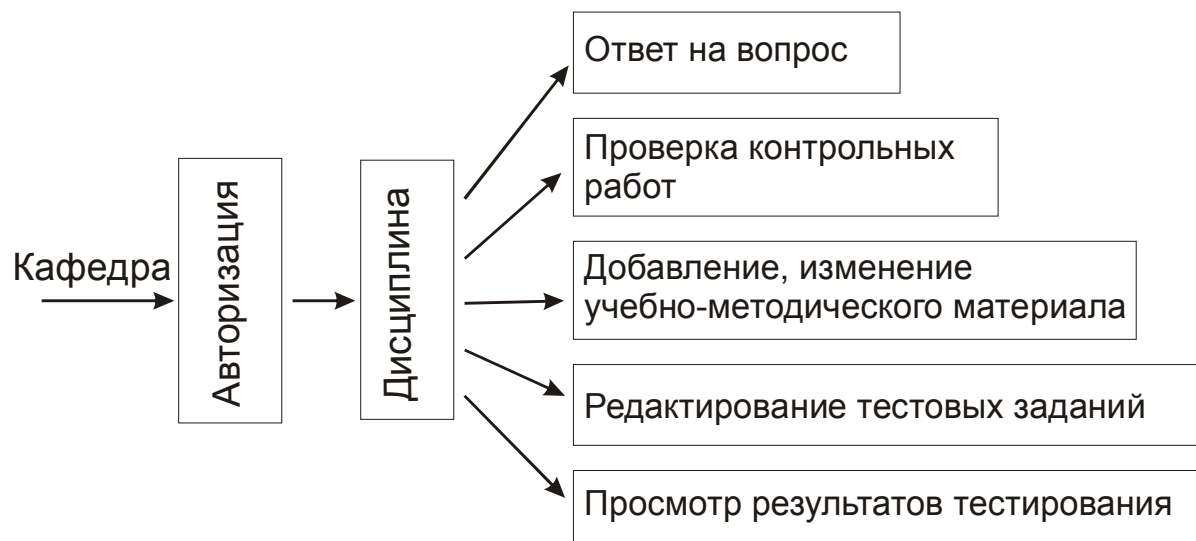 Кафедра
Авторизация
Дисциплина
Ответ на вопрос
Проверка контрольных
работ
Добавление, изменение
учебно-методического материала
Редактирование тестовых заданий
Просмотр результатов тестирования